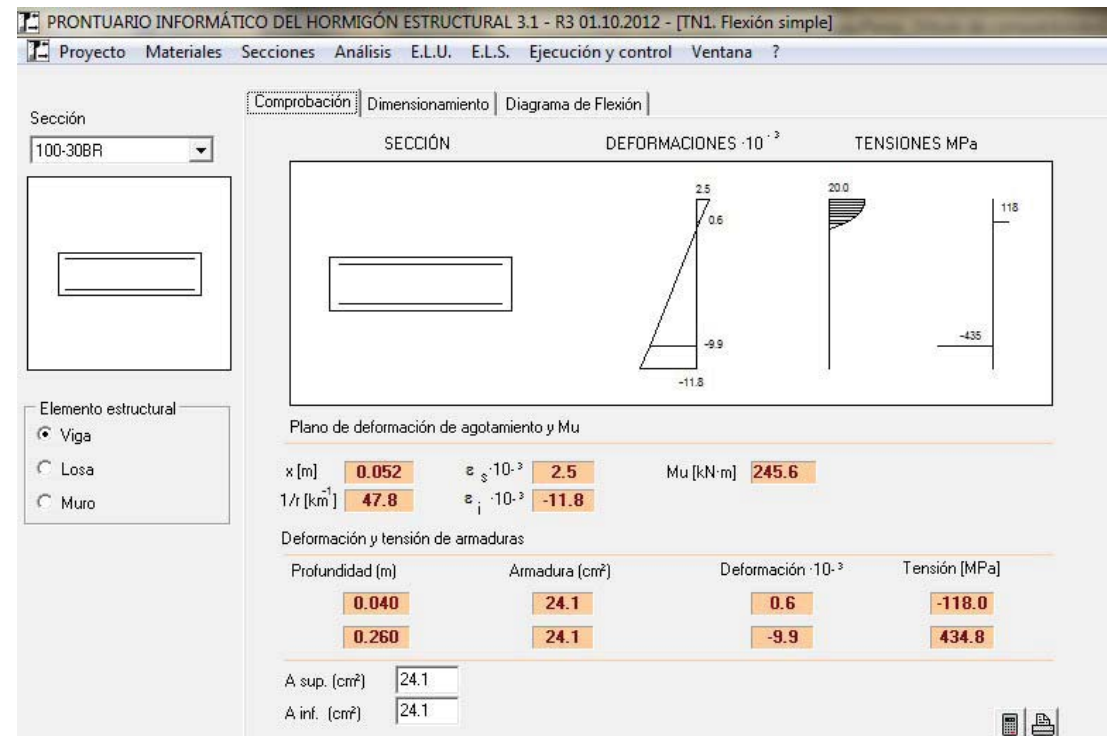 PRONTUARIO INFORMÁTICO DEL HORMIGÓN ESTRUCTURAL 3.1 - R3 01.10.2012 - [TN1. Flexión simple]
Proyecto Materiales Secciones Análisis E.L.U. E.L.S. Ejecución y control Ventana ?
Comprobación Dimensionamiento Diagrama de Flexión
Sección
100-30BR
SECCIÓN DEFORMACIONES ·10⁻³ TENSIONES MPa
2.5 20.0
0.6 118
-9.9 -435
-11.8
Elemento estructural
Viga
Losa
Muro
Plano de deformación de agotamiento y Mu
x [m] 0.052 ε s ·10-³ 2.5 Mu [kN·m] 245.6
1/r [km⁻¹] 47.8 ε i ·10-³ -11.8
Deformación y tensión de armaduras
Profundidad (m) Armadura (cm²) Deformación ·10-³ Tensión [MPa]
0.040 24.1 0.6 -118.0
0.260 24.1 -9.9 434.8
A sup. (cm²) 24.1
A inf. (cm²) 24.1